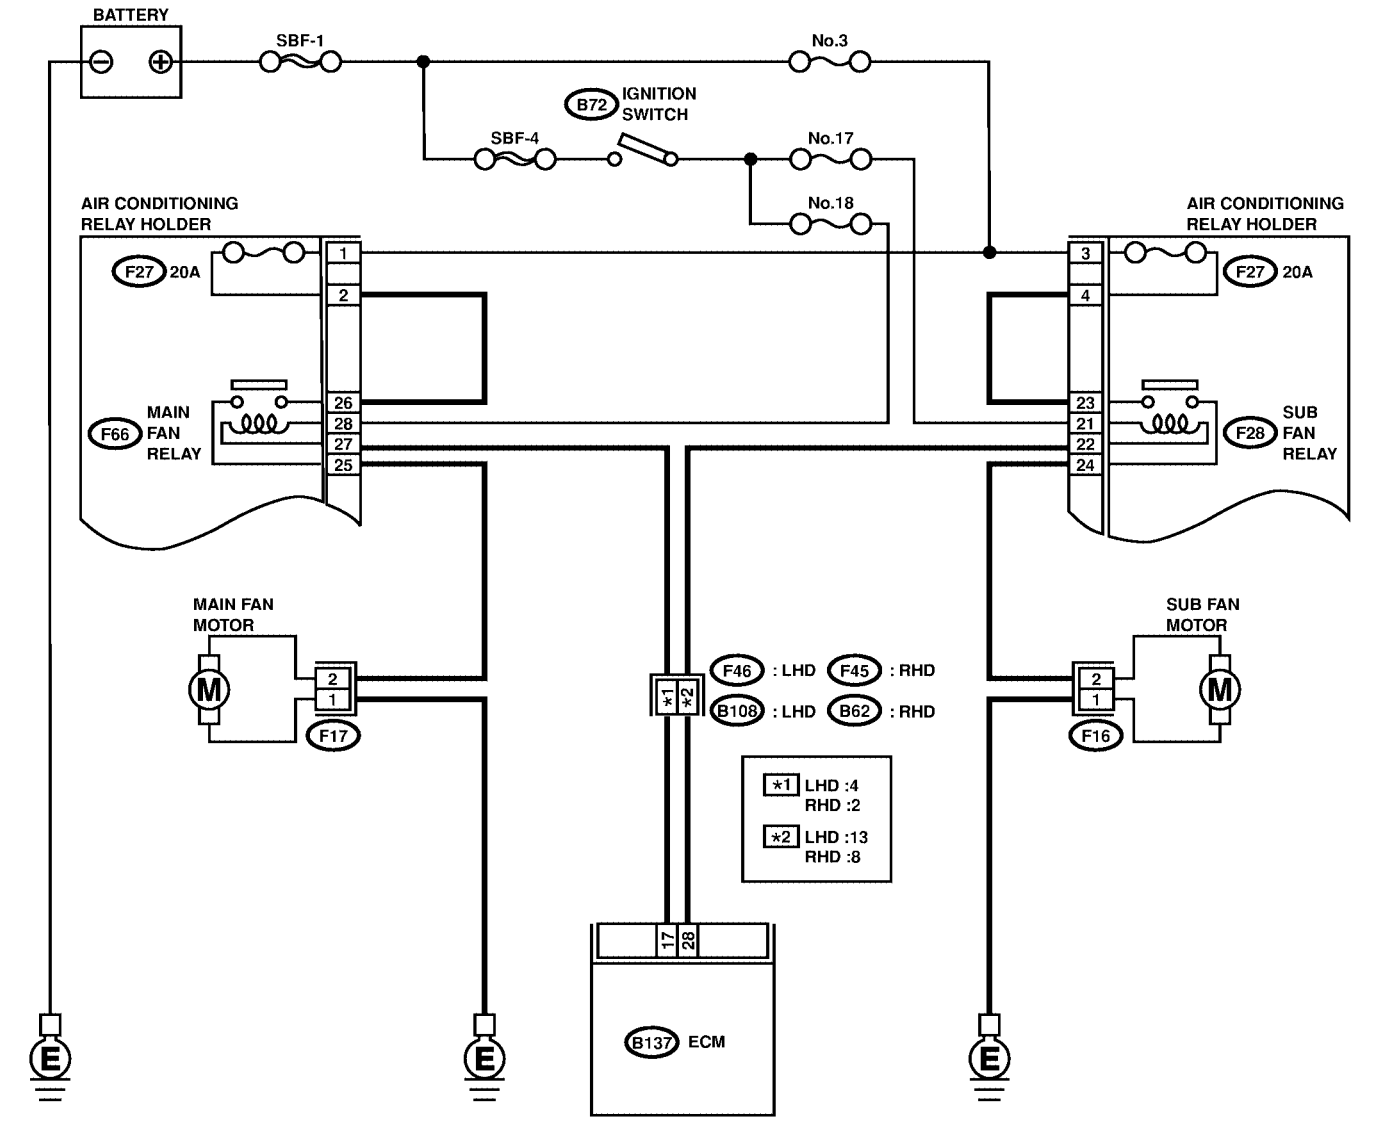 BATTERY
−
+
SBF-1
No.3
B72
IGNITION
SWITCH
SBF-4
No.17
No.18
AIR CONDITIONING
RELAY HOLDER
F27
20A
1
2
MAIN
FAN
RELAY
F66
26
28
27
25
AIR CONDITIONING
RELAY HOLDER
3
4
F27
20A
23
21
22
24
F28
SUB
FAN
RELAY
MAIN FAN
MOTOR
M
2
1
F17
*1
*2
F46 : LHD
F45 : RHD
B108 : LHD
B62 : RHD
*1 LHD :4
RHD :2
*2 LHD :13
RHD :8
SUB FAN
MOTOR
2
1
F16
M
17
28
B137
ECM
E
E
E